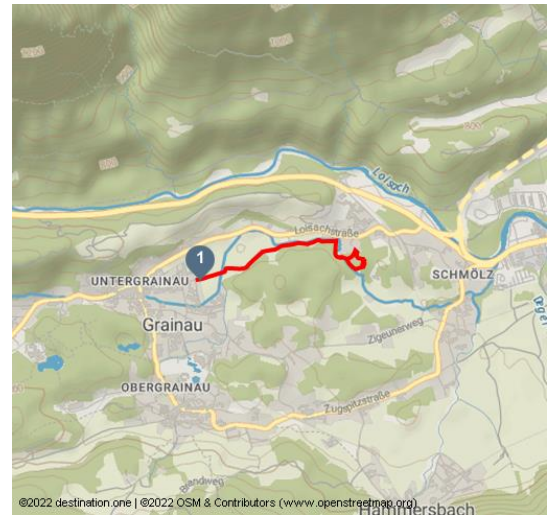 Loisach
Loisachstraße
1
UNTERGRAINAU
SCHMÖLZ
Grainau
Zigeunerweg
OBERGRAINAU
Zugspitzstraße
Hammersbach
©2022 destination.one | ©2022 OSM & Contributors (www.openstreetmap.org)